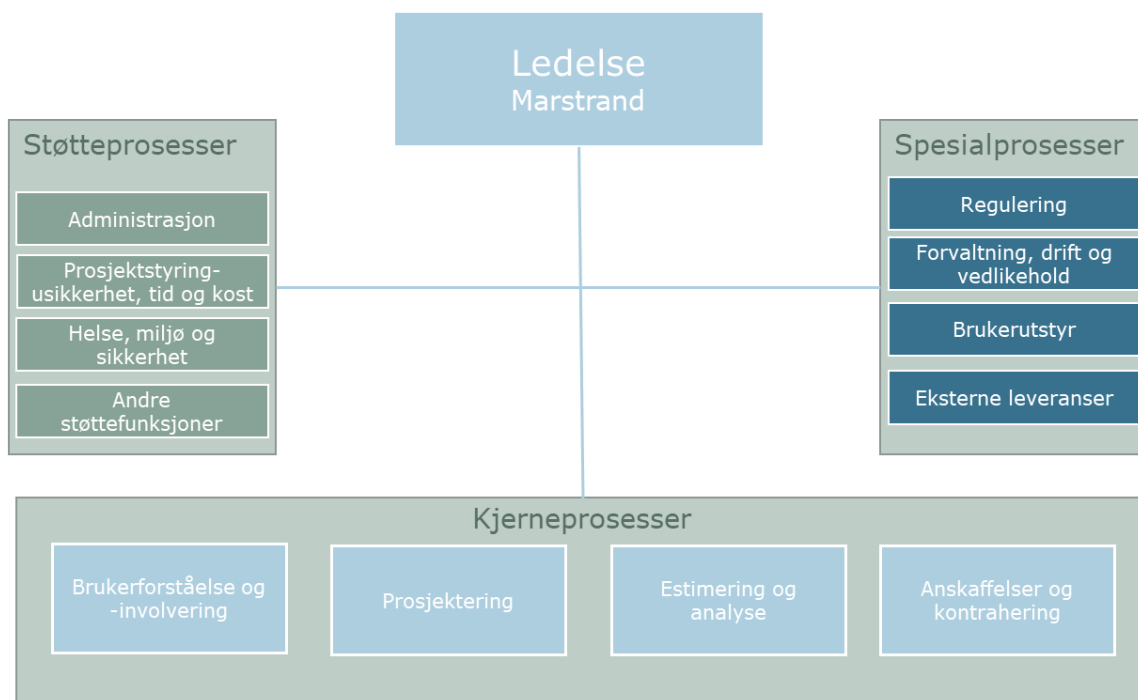 Ledelse
Marstrand
Støtteprosesser
Administrasjon
Prosjektstyring-
usikkerhet, tid og kost
Helse, miljø og
sikkerhet
Andre
støttefunksjoner
Spesialprosesser
Regulering
Forvaltning, drift og
vedlikehold
Brukerutstyr
Eksterne leveranser
Kjerneprosesser
Brukerforståelse og
-involvering
Prosjektering
Estimering og
analyse
Anskaffelser og
kontrahering